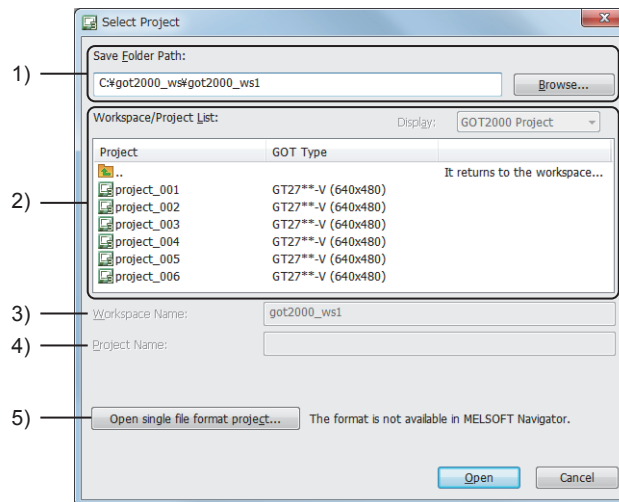 Select Project
1)
Save Folder Path:
C:¥got2000_ws¥got2000_ws1
Browse...
2)
Workspace/Project List:
Display:
GOT2000 Project
Project GOT Type
.. It returns to the workspace...
project_001 GT27**-V (640x480)
project_002 GT27**-V (640x480)
project_003 GT27**-V (640x480)
project_004 GT27**-V (640x480)
project_005 GT27**-V (640x480)
project_006 GT27**-V (640x480)
3)
Workspace Name: got2000_ws1
4)
Project Name:
5)
Open single file format project... The format is not available in MELSOFT Navigator.
Open Cancel